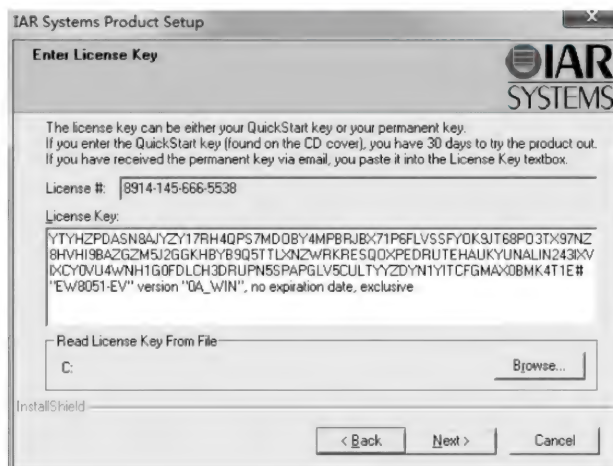 IAR Systems Product Setup
Enter License Key
IAR
SYSTEMS
The license key can be either your QuickStart key or your permanent key.
If you enter the QuickStart key (found on the CD cover), you have 30 days to try the product out.
If you have received the permanent key via email, you paste it into the License Key textbox.
License #: 8914-145-666-5538
License Key:
YTYHZPDASN8AJYZY17RH4QPS7MDOBY4MPBRJBX71P6FLVSSFYOK9JT68PO3TX97NZ
8HVHI9BAZGZM5J2GGKHBYB9Q5TTLXNZWRKRESQOXPEDRUTEHAUKYUNALIN243IXV
IXCY0VU4WNH1G0FDLCH3DRUPN5SPAPGLV5CULTYYZDYN1YITCFGMAX0BMK4T1E#
"EW8051-EV" version "0A_WIN", no expiration date, exclusive
Read License Key From File
C:
Browse...
InstallShield
< Back
Next >
Cancel